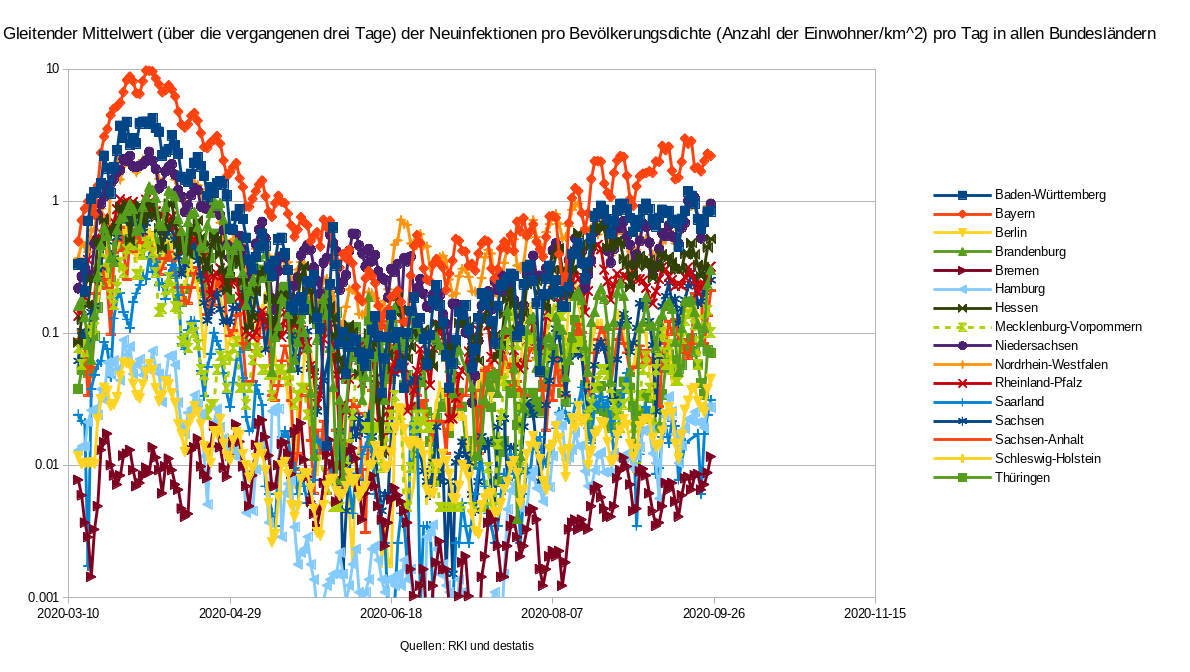 Gleitender Mittelwert (über die vergangenen drei Tage) der Neuinfektionen pro Bevölkerungsdichte (Anzahl der Einwohner/km^2) pro Tag in allen Bundesländern
10
1
0.1
0.01
0.001
2020-03-10
2020-04-29
2020-06-18
2020-08-07
2020-09-26
2020-11-15
Baden-Württemberg
Bayern
Berlin
Brandenburg
Bremen
Hamburg
Hessen
Mecklenburg-Vorpommern
Niedersachsen
Nordrhein-Westfalen
Rheinland-Pfalz
Saarland
Sachsen
Sachsen-Anhalt
Schleswig-Holstein
Thüringen
Quellen: RKI und destatis